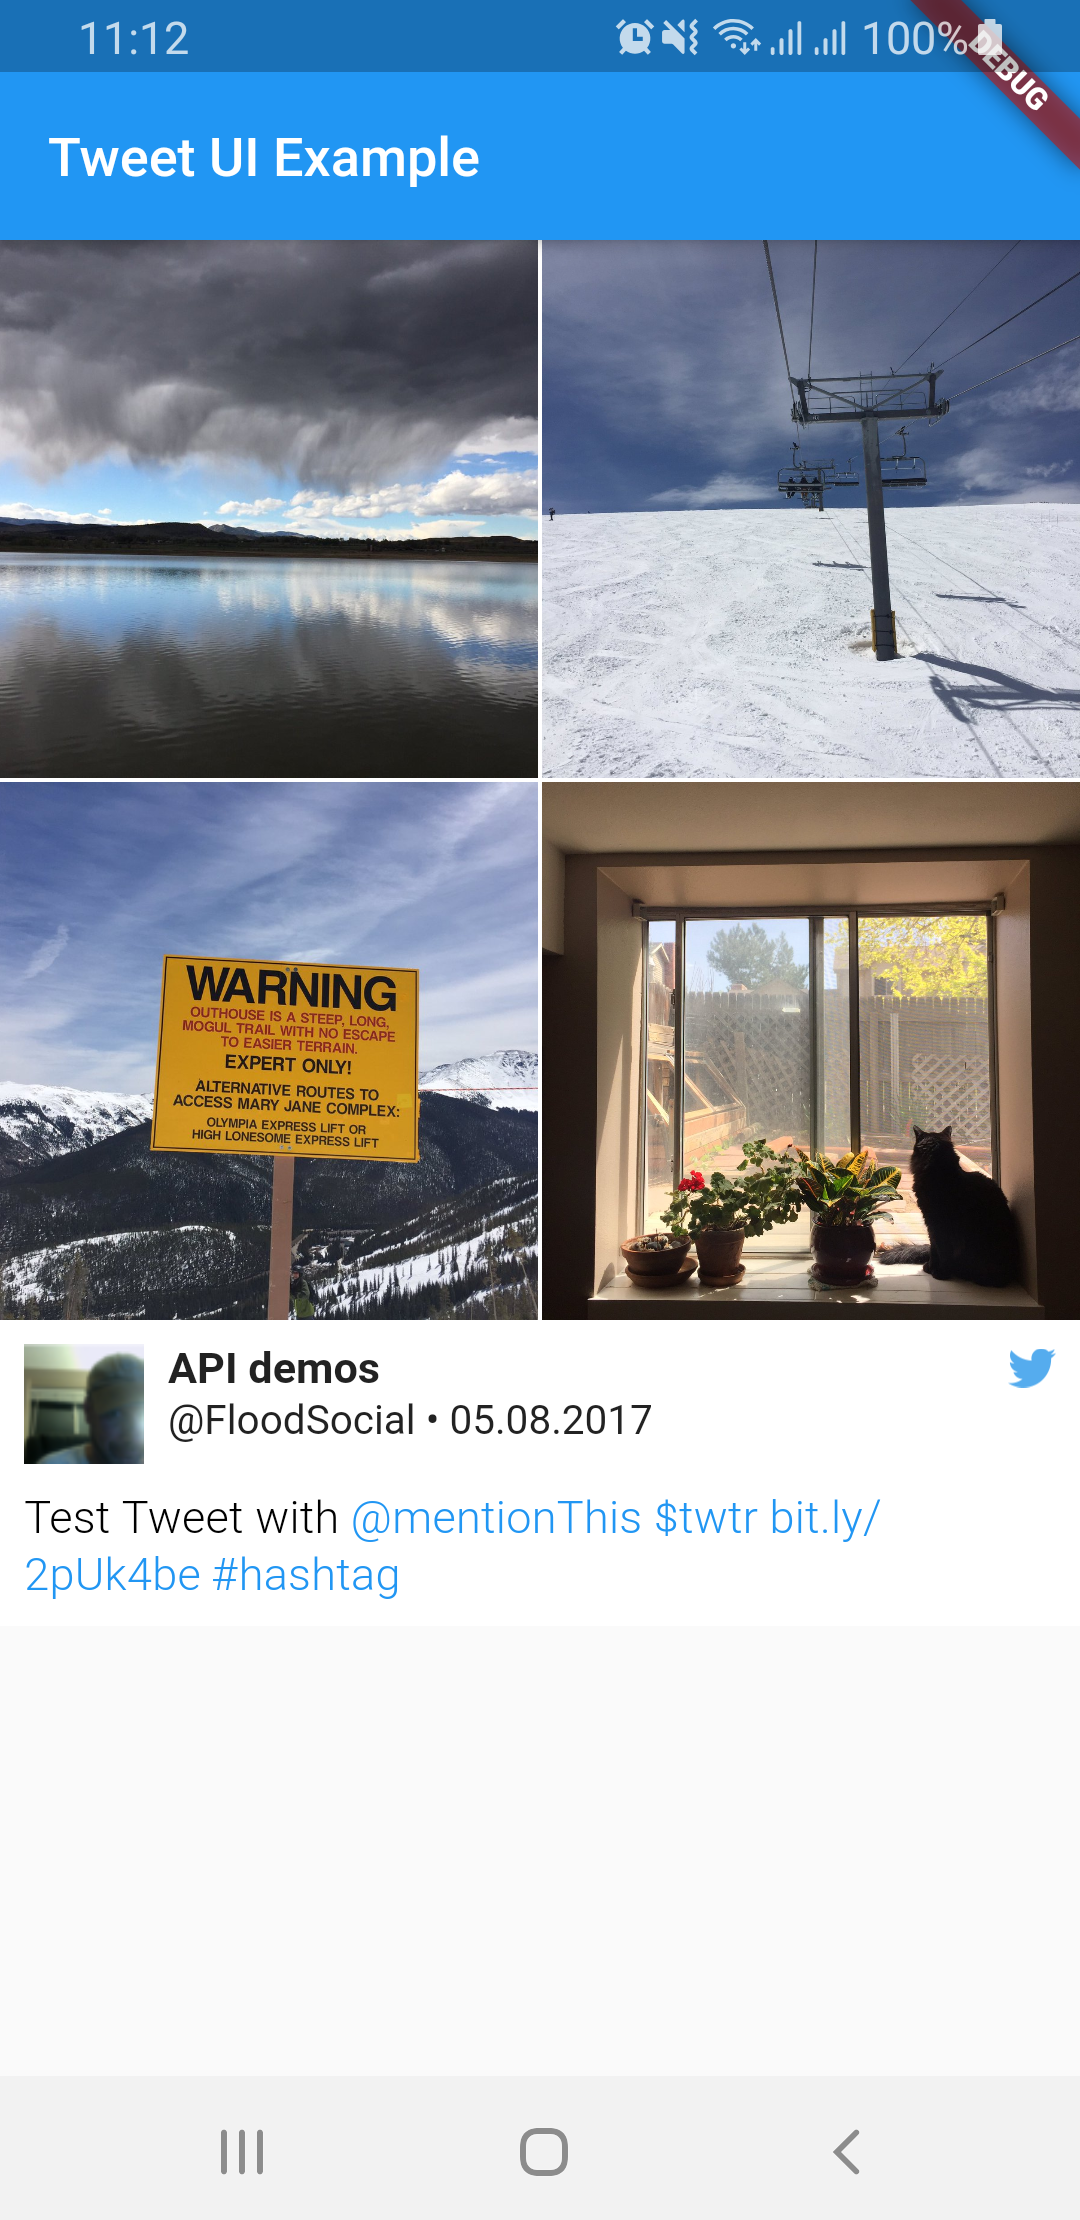 11:12
100%
DEBUG
Tweet UI Example
WARNING
OUTHOUSE IS A STEEP, LONG,
MOGUL TRAIL WITH NO ESCAPE
TO EASIER TERRAIN.
EXPERT ONLY!
ALTERNATIVE ROUTES TO
ACCESS MARY JANE COMPLEX:
OLYMPIA EXPRESS LIFT OR
HIGH LONESOME EXPRESS LIFT
API demos
@FloodSocial • 05.08.2017
Test Tweet with @mentionThis $twtr bit.ly/
2pUk4be #hashtag